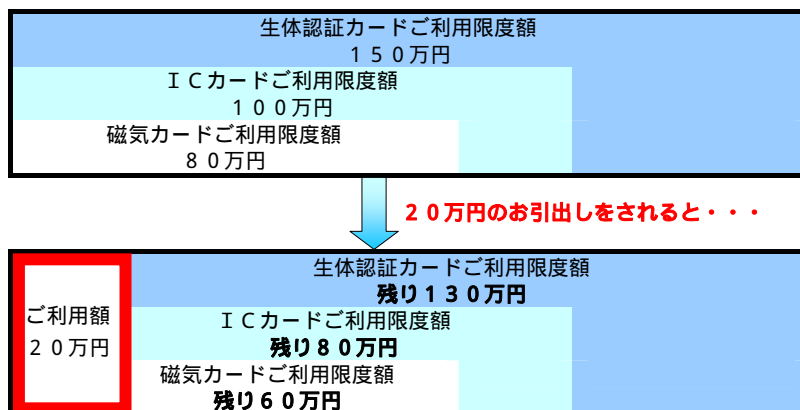 生体認証カードご利用限度額
１５０万円
ＩＣカードご利用限度額
１００万円
磁気カードご利用限度額
８０万円
２０万円のお引出しをされると・・・
ご利用額
２０万円
生体認証カードご利用限度額
残り１３０万円
ＩＣカードご利用限度額
残り８０万円
磁気カードご利用限度額
残り６０万円